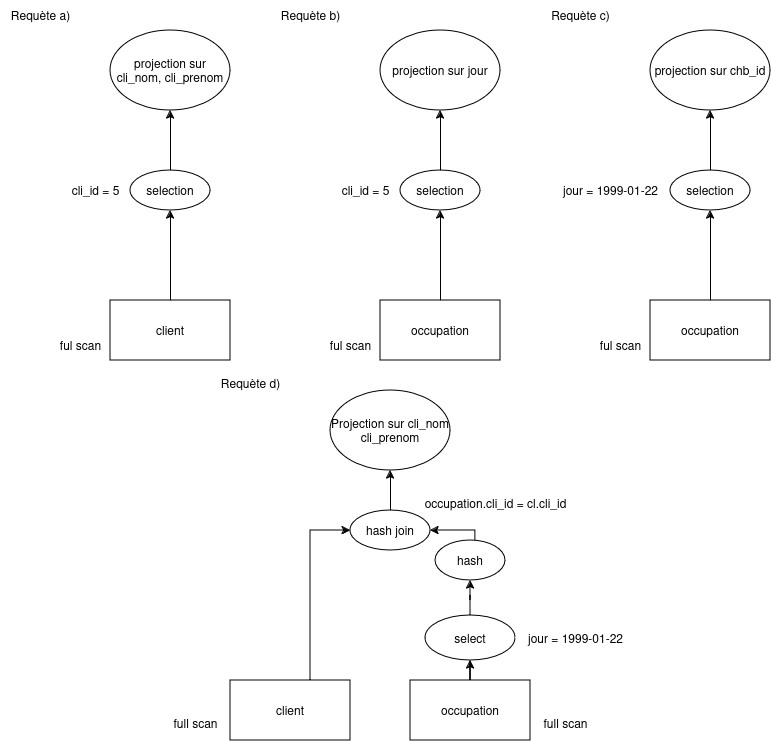 Requète a)
Requète b)
Requète c)
projection sur
cli_nom, cli_prenom
projection sur jour
projection sur chb_id
cli_id = 5
selection
cli_id = 5
selection
jour = 1999-01-22
selection
client
occupation
occupation
ful scan
ful scan
ful scan
Requète d)
Projection sur cli_nom
cli_prenom
occupation.cli_id = cl.cli_id
hash join
hash
select
jour = 1999-01-22
client
occupation
full scan
full scan